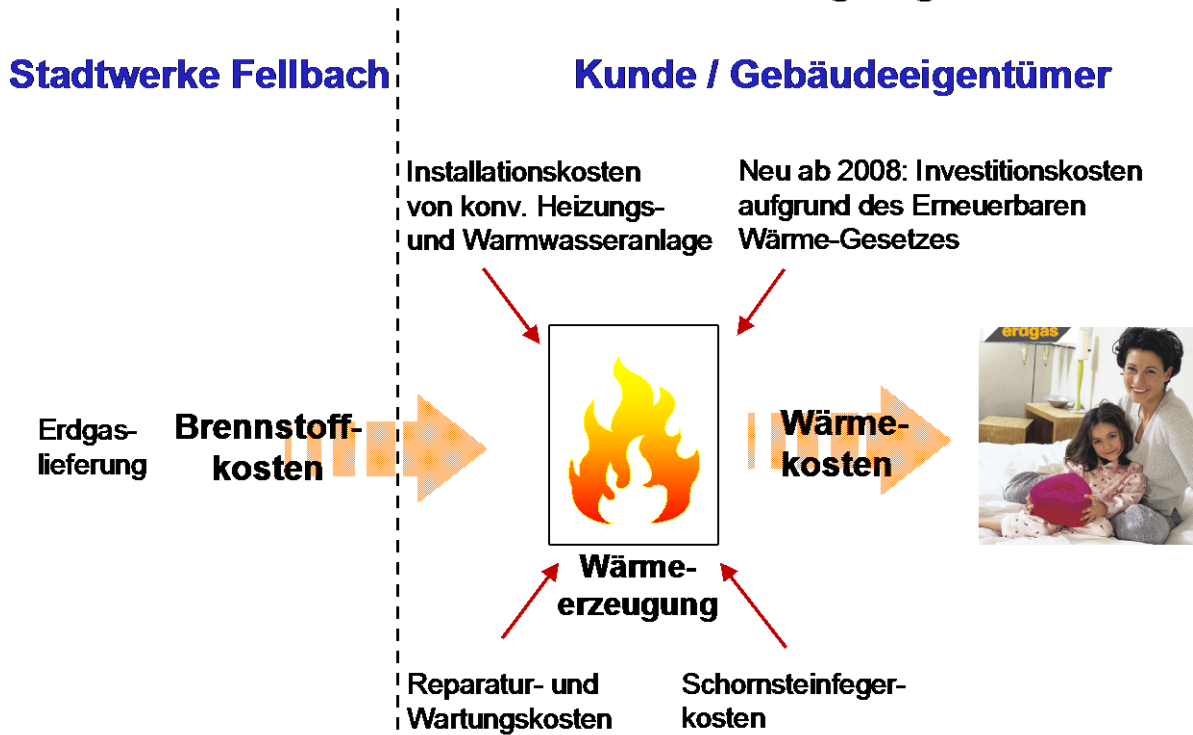 Stadtwerke Fellbach
Kunde / Gebäudeeigentümer
Installationskosten
von konv. Heizungs-
und Warmwasseranlage
Neu ab 2008: Investitionskosten
aufgrund des Erneuerbaren
Wärme-Gesetzes
erdgas
Erdgas-
lieferung
Brennstoff-
kosten
Wärme-
kosten
Wärme-
erzeugung
Reparatur- und
Wartungskosten
Schornsteinfeger-
kosten